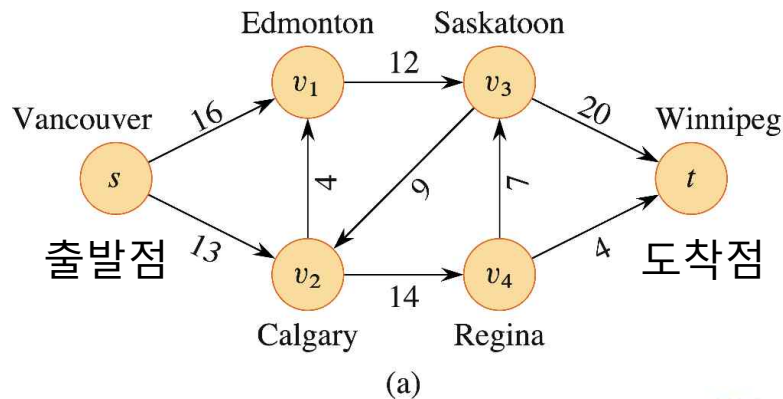 Edmonton
Saskatoon
12
v1
v3
Vancouver
16
20
Winnipeg
s
4
9
7
t
출발점
13
4
도착점
v2
v4
14
Calgary
Regina
(a)